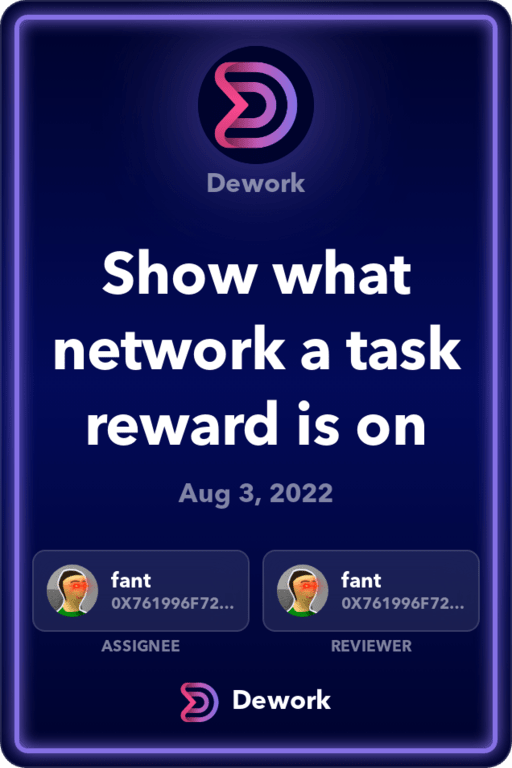 Dework
Show what
network a task
reward is on
Aug 3, 2022
fant
0X761996F72...
ASSIGNEE
fant
0X761996F72...
REVIEWER
Dework